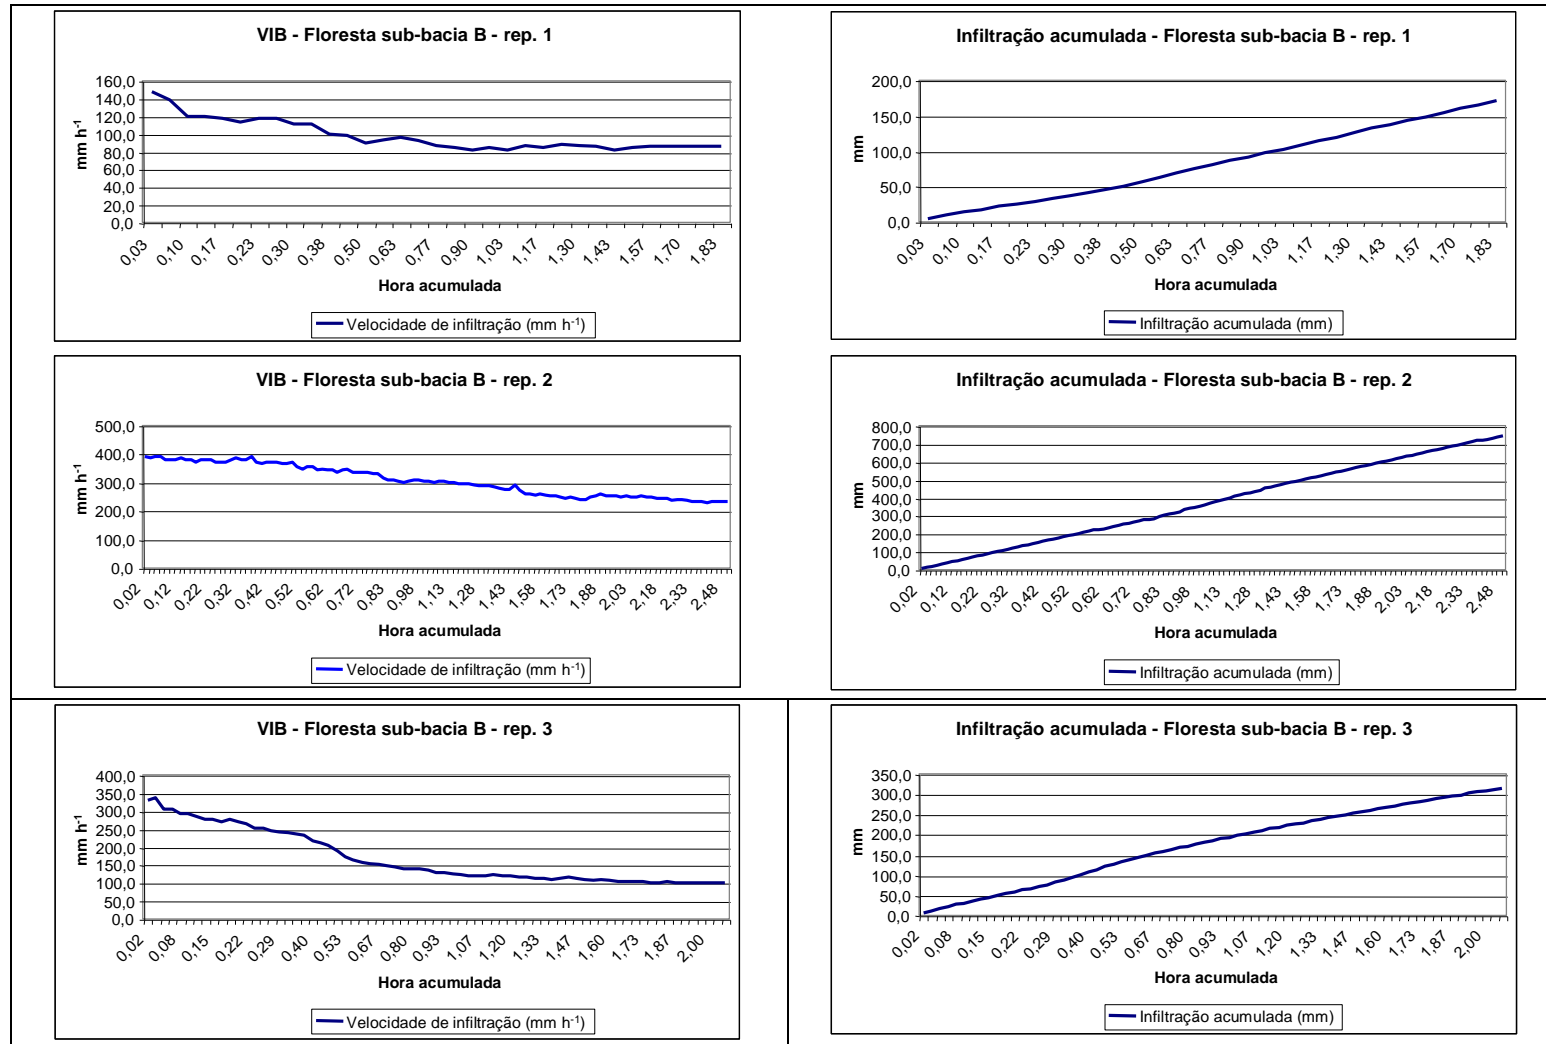 VIB - Floresta sub-bacia B - rep. 1
160,0
140,0
120,0
100,0
80,0
60,0
40,0
20,0
0,0
mm h-1
0,03 0,10 0,17 0,23 0,30 0,38 0,50 0,63 0,77 0,90 1,03 1,17 1,30 1,43 1,57 1,70 1,83
Hora acumulada
Velocidade de infiltração (mm h-1)
Infiltração acumulada - Floresta sub-bacia B - rep. 1
200,0
150,0
100,0
50,0
0,0
mm
0,03 0,10 0,17 0,23 0,30 0,38 0,50 0,63 0,77 0,90 1,03 1,17 1,30 1,43 1,57 1,70 1,83
Hora acumulada
Infiltração acumulada (mm)
VIB - Floresta sub-bacia B - rep. 2
500,0
400,0
300,0
200,0
100,0
0,0
mm h-1
0,02 0,12 0,22 0,32 0,42 0,52 0,62 0,72 0,83 0,98 1,13 1,28 1,43 1,58 1,73 1,88 2,03 2,18 2,33 2,48
Hora acumulada
Velocidade de infiltração (mm h-1)
Infiltração acumulada - Floresta sub-bacia B - rep. 2
800,0
700,0
600,0
500,0
400,0
300,0
200,0
100,0
0,0
mm
0,02 0,12 0,22 0,32 0,42 0,52 0,62 0,72 0,83 0,98 1,13 1,28 1,43 1,58 1,73 1,88 2,03 2,18 2,33 2,48
Hora acumulada
Infiltração acumulada (mm)
VIB - Floresta sub-bacia B - rep. 3
400,0
350,0
300,0
250,0
200,0
150,0
100,0
50,0
0,0
mm h-1
0,02 0,08 0,15 0,22 0,29 0,40 0,53 0,67 0,80 0,93 1,07 1,20 1,33 1,47 1,60 1,73 1,87 2,00
Hora acumulada
Velocidade de infiltração (mm h-1)
Infiltração acumulada - Floresta sub-bacia B - rep. 3
350,0
300,0
250,0
200,0
150,0
100,0
50,0
0,0
mm
0,02 0,08 0,15 0,22 0,29 0,40 0,53 0,67 0,80 0,93 1,07 1,20 1,33 1,47 1,60 1,73 1,87 2,00
Hora acumulada
Infiltração acumulada (mm)